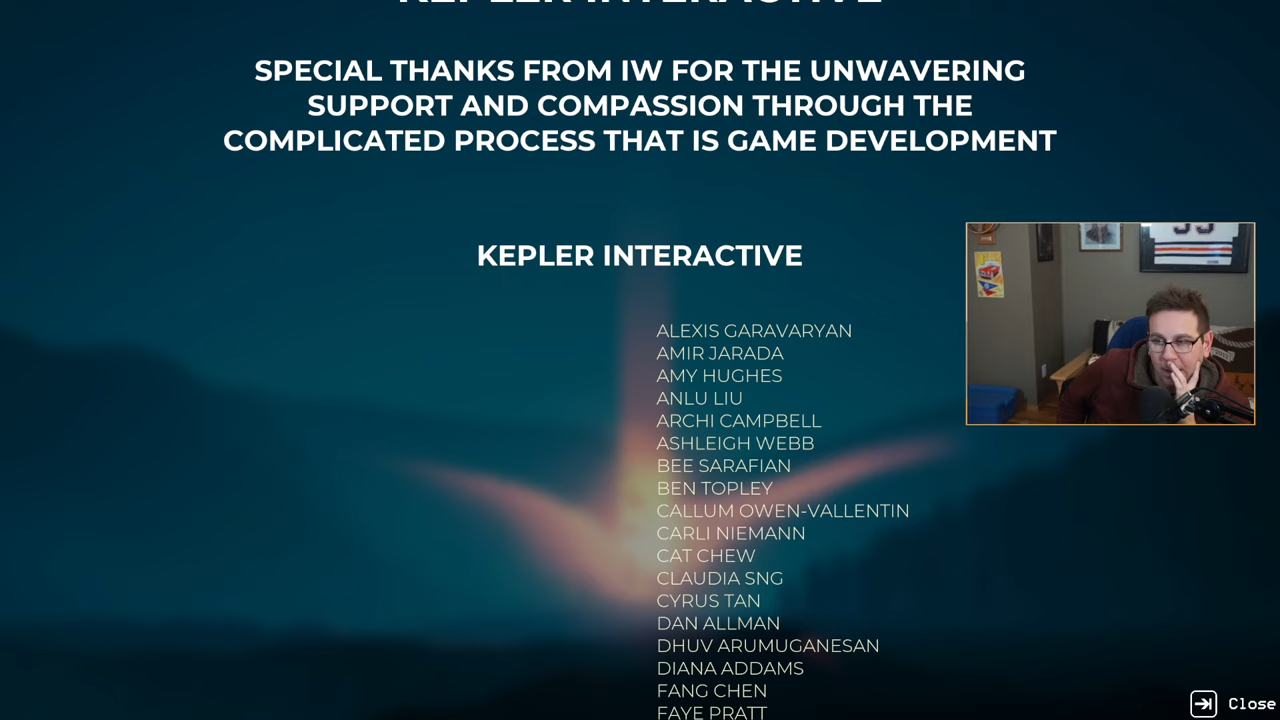 KEPLER INTERACTIVE
SPECIAL THANKS FROM IW FOR THE UNWAVERING
SUPPORT AND COMPASSION THROUGH THE
COMPLICATED PROCESS THAT IS GAME DEVELOPMENT
KEPLER INTERACTIVE
ALEXIS GARAVARYAN
AMIR JARADA
AMY HUGHES
ANLU LIU
ARCHI CAMPBELL
ASHLEIGH WEBB
BEE SARAFIAN
BEN TOPLEY
CALLUM OWEN-VALLENTIN
CARLI NIEMANN
CAT CHEW
CLAUDIA SNG
CYRUS TAN
DAN ALLMAN
DHUV ARUMUGANESAN
DIANA ADDAMS
FANG CHEN
FAYE PRATT
Close